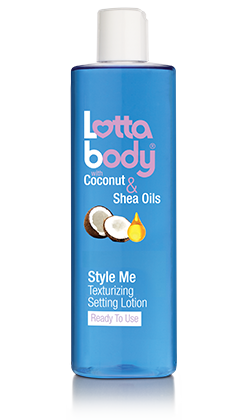 Lotta
body®
with
Coconut
&
Shea Oils
Style Me
Texturizing
Setting Lotion
Ready To Use